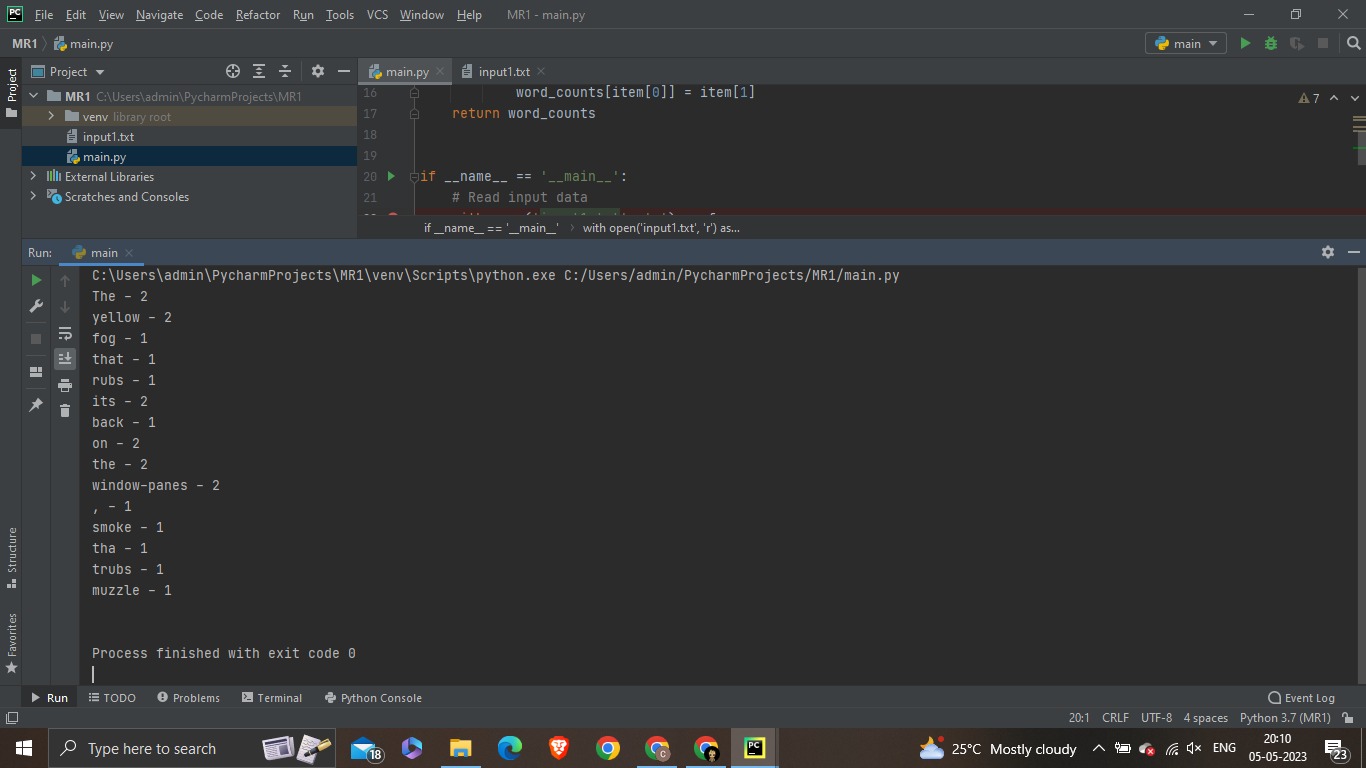 PC File Edit View Navigate Code Refactor Run Tools VCS Window Help MR1 - main.py
MR1 main.py main
Project main.py input1.txt
Project
MR1 C:\Users\admin\PycharmProjects\MR1
venv library root
input1.txt
main.py
External Libraries
Scratches and Consoles
7
16 word_counts[item[0]] = item[1]
17 return word_counts
18
19
20 if __name__ == '__main__':
21 # Read input data
if __name__ == '__main__' › with open('input1.txt', 'r') as...
Run: main
C:\Users\admin\PycharmProjects\MR1\venv\Scripts\python.exe C:/Users/admin/PycharmProjects/MR1/main.py
The - 2
yellow - 2
fog - 1
that - 1
rubs - 1
its - 2
back - 1
on - 2
the - 2
window-panes - 2
, - 1
smoke - 1
tha - 1
trubs - 1
muzzle - 1
Process finished with exit code 0
Structure
Favorites
Run TODO Problems Terminal Python Console Event Log
20:1 CRLF UTF-8 4 spaces Python 3.7 (MR1)
Type here to search 18 C PC 25°C Mostly cloudy ENG 20:10 23
05-05-2023